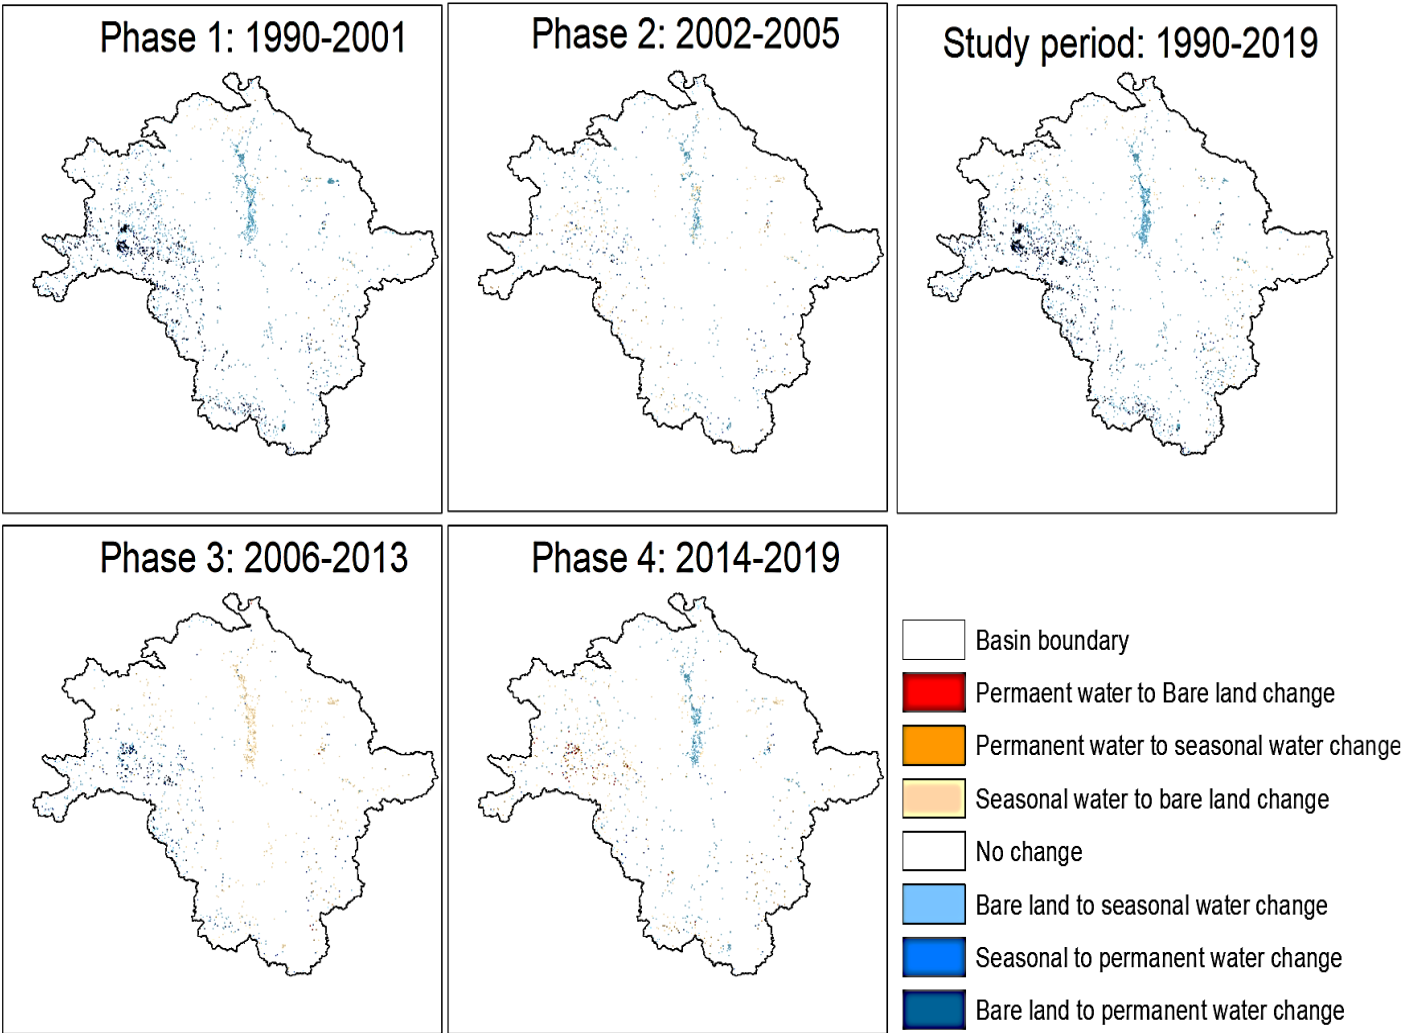 Phase 1: 1990-2001
Phase 2: 2002-2005
Study period: 1990-2019
Phase 3: 2006-2013
Phase 4: 2014-2019
Basin boundary
Permaent water to Bare land change
Permanent water to seasonal water change
Seasonal water to bare land change
No change
Bare land to seasonal water change
Seasonal to permanent water change
Bare land to permanent water change